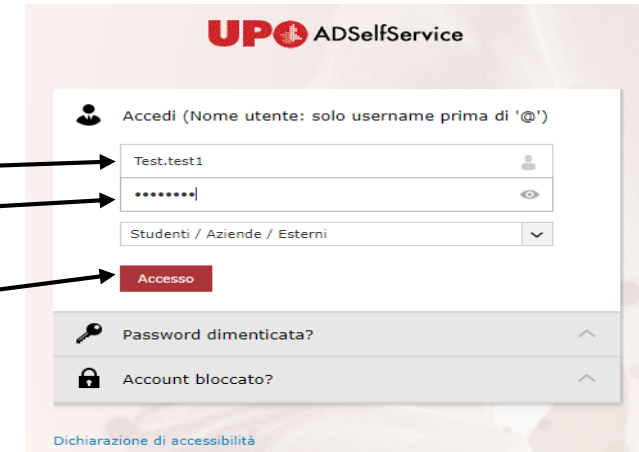 UPO ADSelfService
Accedi (Nome utente: solo username prima di '@')
Test.test1
••••••••
Studenti / Aziende / Esterni
Accesso
Password dimenticata?
Account bloccato?
Dichiarazione di accessibilità